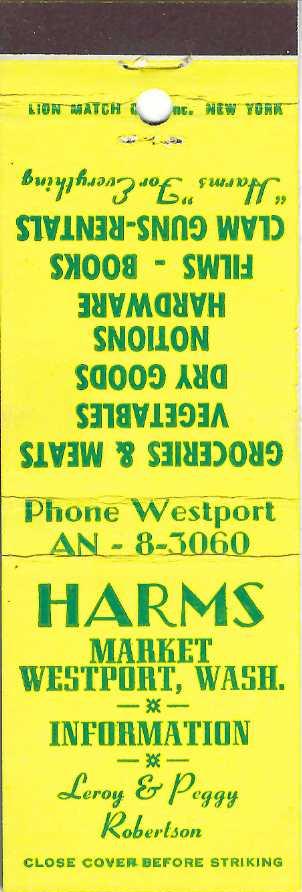 LION MATCH Inc. NEW YORK
GROCERIES & MEATS
VEGETABLES
DRY GOODS
NOTIONS
HARDWARE
FILMS - BOOKS
CLAM GUNS-RENTALS
"Harms" "For Everything
Phone Westport
AN - 8-3060
HARMS
MARKET
WESTPORT, WASH.
INFORMATION
Leroy & Peggy
Robertson
CLOSE COVER BEFORE STRIKING